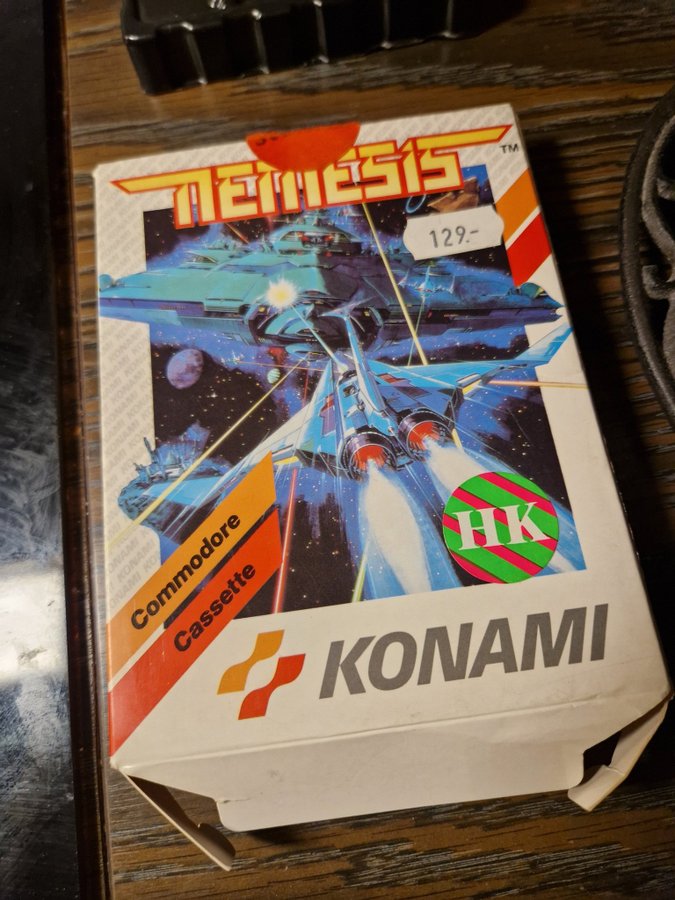 NEMESIS
TM
129.-
HK
Commodore
Cassette
KONAMI